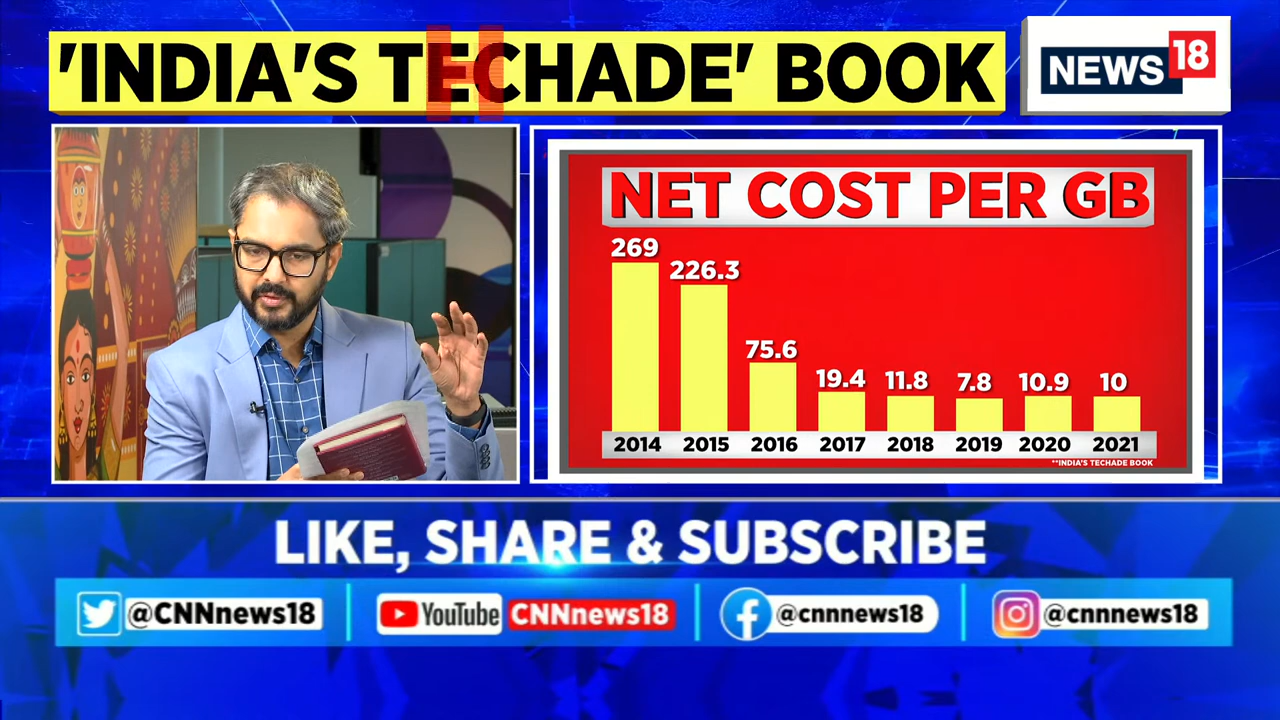 'INDIA'S TECHADE' BOOK
NEWS 18
NET COST PER GB
269
226.3
75.6
19.4
11.8
7.8
10.9
10
2014 2015 2016 2017 2018 2019 2020 2021
**INDIA'S TECHADE BOOK
LIKE, SHARE & SUBSCRIBE
@CNNnews18
YouTube CNNnews18
@cnnnews18
@cnnnews18